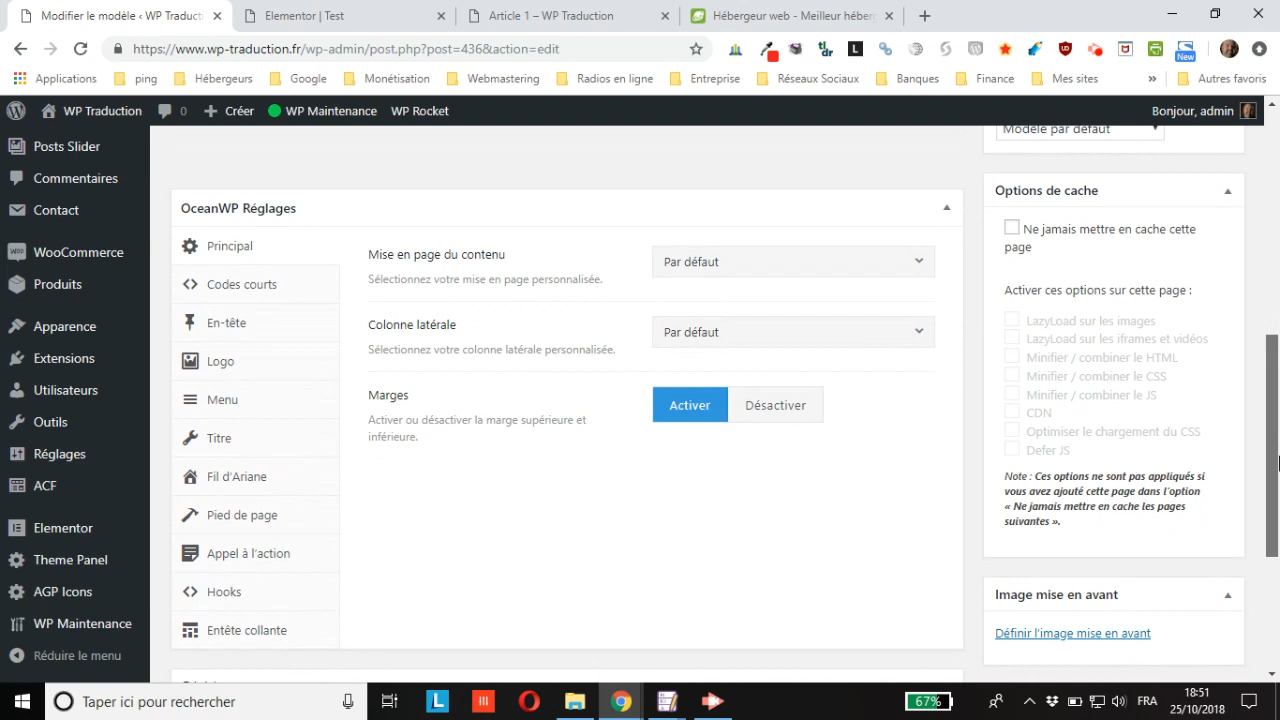 Modifier le modèle ‹ WP Traducti
Elementor | Test
Article 1 – WP Traduction
Hébergeur web - Meilleur héberg
https://www.wp-traduction.fr/wp-admin/post.php?post=436&action=edit
New
Applications
ping
Hébergeurs
Google
Monétisation
Webmastering
Radios en ligne
Entreprise
Réseaux Sociaux
Banques
Finance
Mes sites
»
Autres favoris
WP Traduction
0
Créer
WP Maintenance
WP Rocket
Bonjour, admin
Posts Slider
Commentaires
Contact
WooCommerce
Produits
Apparence
Extensions
Utilisateurs
Outils
Réglages
ACF
Elementor
Theme Panel
AGP Icons
WP Maintenance
Réduire le menu
OceanWP Réglages
Principal
Codes courts
En-tête
Logo
Menu
Titre
Fil d'Ariane
Pied de page
Appel à l'action
Hooks
Entête collante
Mise en page du contenu
Par défaut
Sélectionnez votre mise en page personnalisée.
Colonne latérale
Par défaut
Sélectionnez votre colonne latérale personnalisée.
Marges
Activer
Désactiver
Activer ou désactiver la marge supérieure et
inférieure.
Modèle par défaut
Options de cache
Ne jamais mettre en cache cette
page
Activer ces options sur cette page :
LazyLoad sur les images
LazyLoad sur les iframes et vidéos
Minifier / combiner le HTML
Minifier / combiner le CSS
Minifier / combiner le JS
CDN
Optimiser le chargement du CSS
Defer JS
Note : Ces options ne sont pas appliqués si
vous avez ajouté cette page dans l'option
« Ne jamais mettre en cache les pages
suivantes ».
Image mise en avant
Définir l'image mise en avant
Taper ici pour rechercher
67%
FRA
18:51
25/10/2018